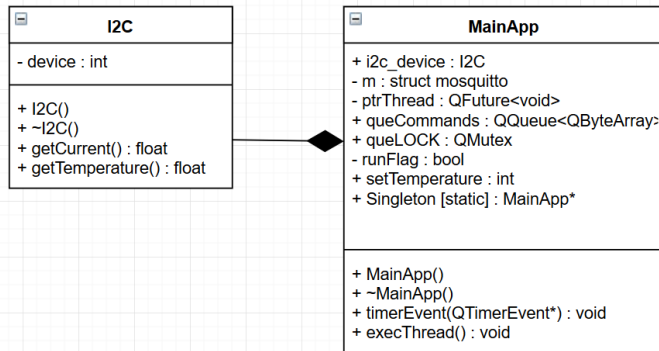 I2C
- device : int
+ I2C()
+ ~I2C()
+ getCurrent() : float
+ getTemperature() : float
MainApp
+ i2c_device : I2C
- m : struct mosquitto
- ptrThread : QFuture<void>
+ queCommands : QQueue<QByteArray>
+ queLOCK : QMutex
- runFlag : bool
+ setTemperature : int
+ Singleton [static] : MainApp*
+ MainApp()
+ ~MainApp()
+ timerEvent(QTimerEvent*) : void
+ execThread() : void